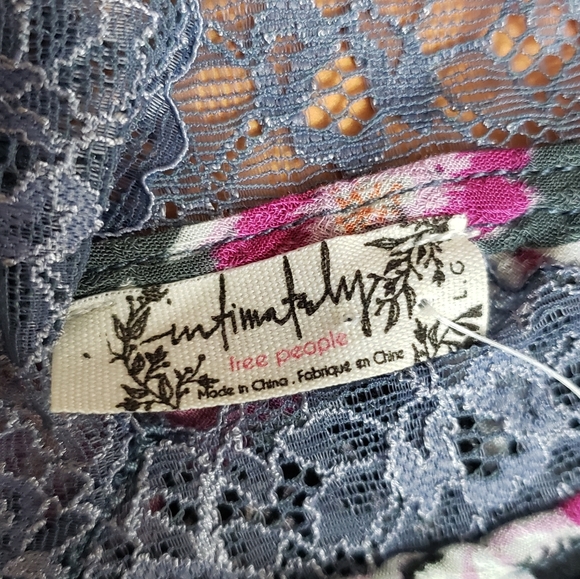 intimately
free people
Made in China . Fabriqué en Chine
L.G